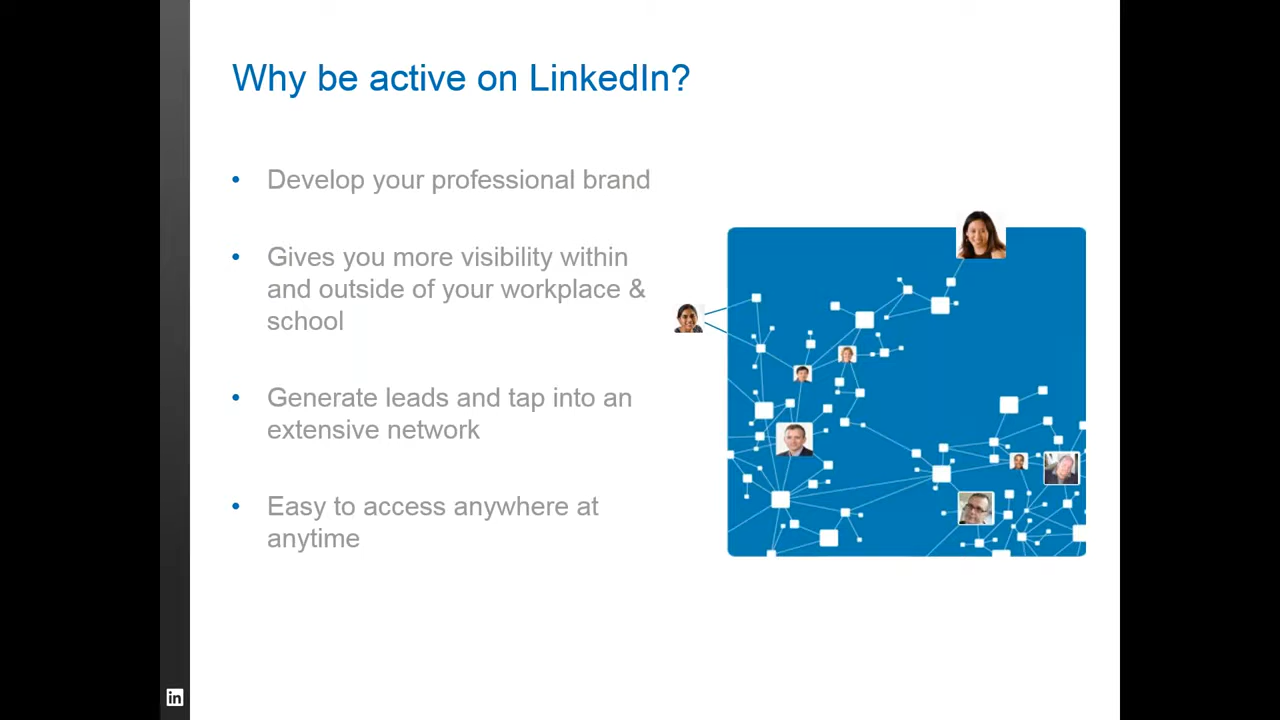 Why be active on LinkedIn?
• Develop your professional brand
• Gives you more visibility within
and outside of your workplace &
school
• Generate leads and tap into an
extensive network
• Easy to access anywhere at
anytime
in